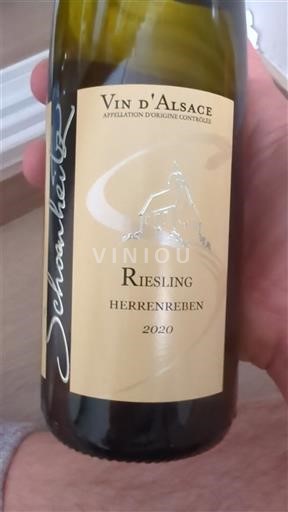 VIN D'ALSACE
APPELLATION D'ORIGINE CONTRÔLÉE
Schoenheitz
VINIOU
RIESLING
HERRENREBEN
2020